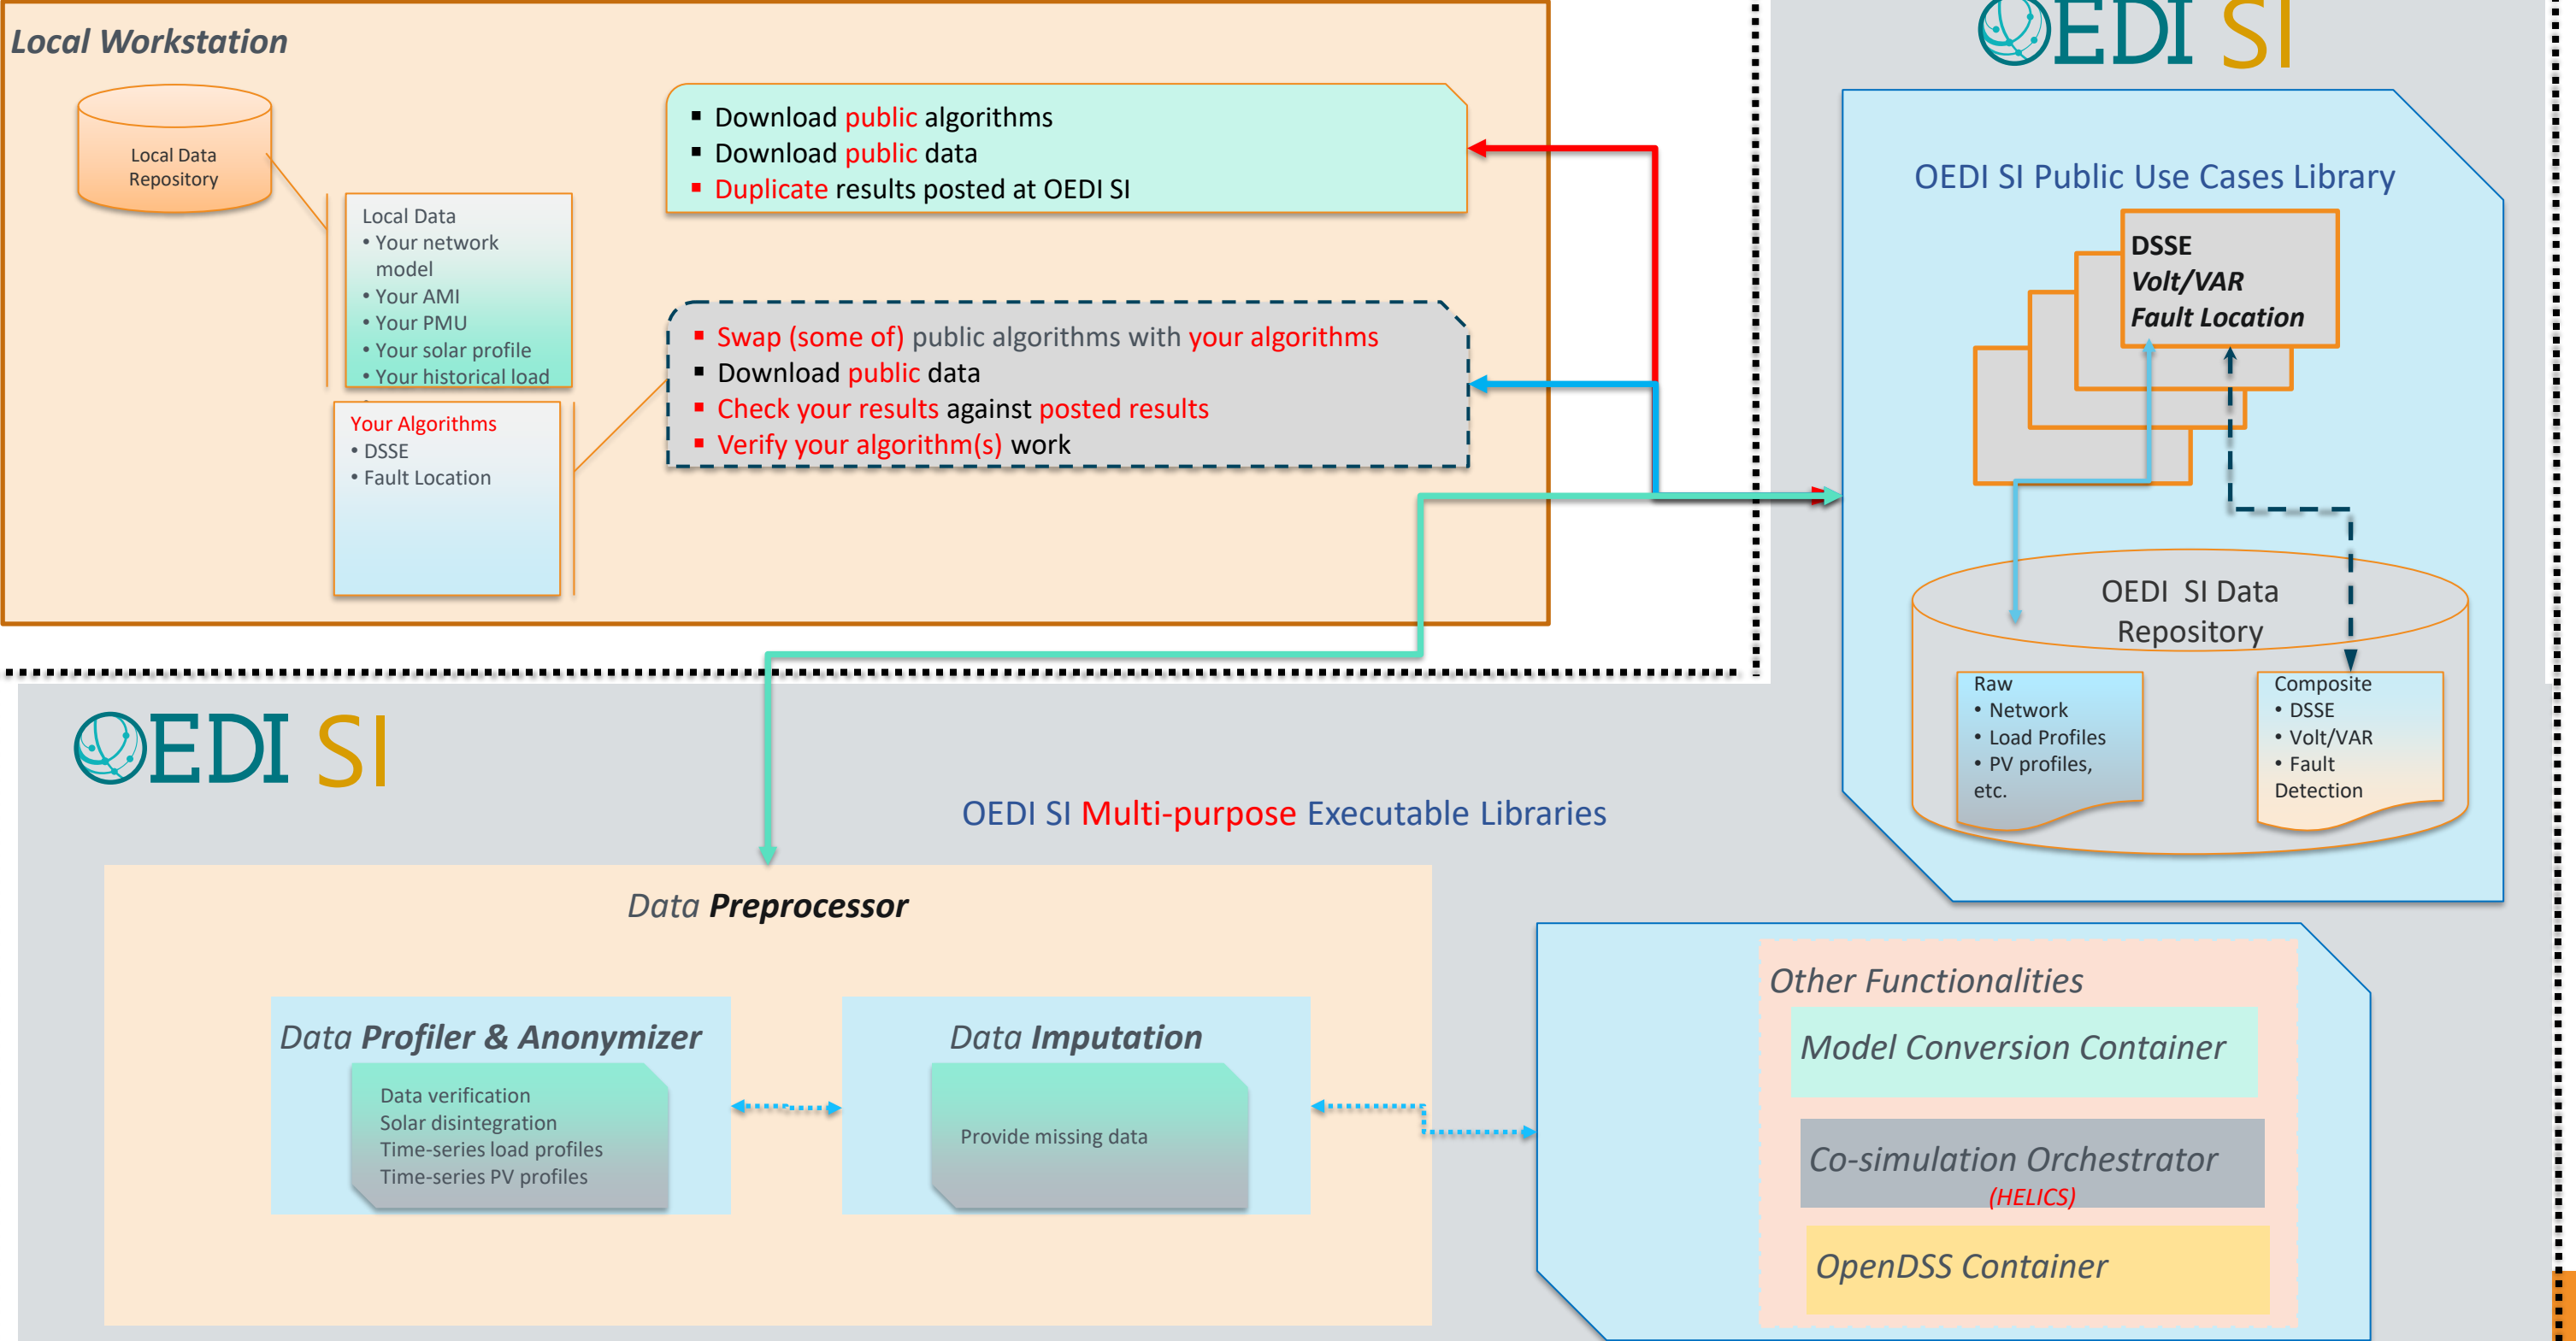 Local Workstation
Local Data
Repository
Local Data
• Your network
model
• Your AMI
• Your PMU
• Your solar profile
• Your historical load
•
Your Algorithms
• DSSE
• Fault Location
▪ Download public algorithms
▪ Download public data
▪ Duplicate results posted at OEDI SI
▪ Swap (some of) public algorithms with your algorithms
▪ Download public data
▪ Check your results against posted results
▪ Verify your algorithm(s) work
OEDI SI
OEDI SI Public Use Cases Library
DSSE
Volt/VAR
Fault Location
OEDI SI Data
Repository
Raw
• Network
• Load Profiles
• PV profiles,
etc.
Composite
• DSSE
• Volt/VAR
• Fault
Detection
OEDI SI
OEDI SI Multi-purpose Executable Libraries
Data Preprocessor
Data Profiler & Anonymizer
Data verification
Solar disintegration
Time-series load profiles
Time-series PV profiles
Data Imputation
Provide missing data
Other Functionalities
Model Conversion Container
Co-simulation Orchestrator
(HELICS)
OpenDSS Container